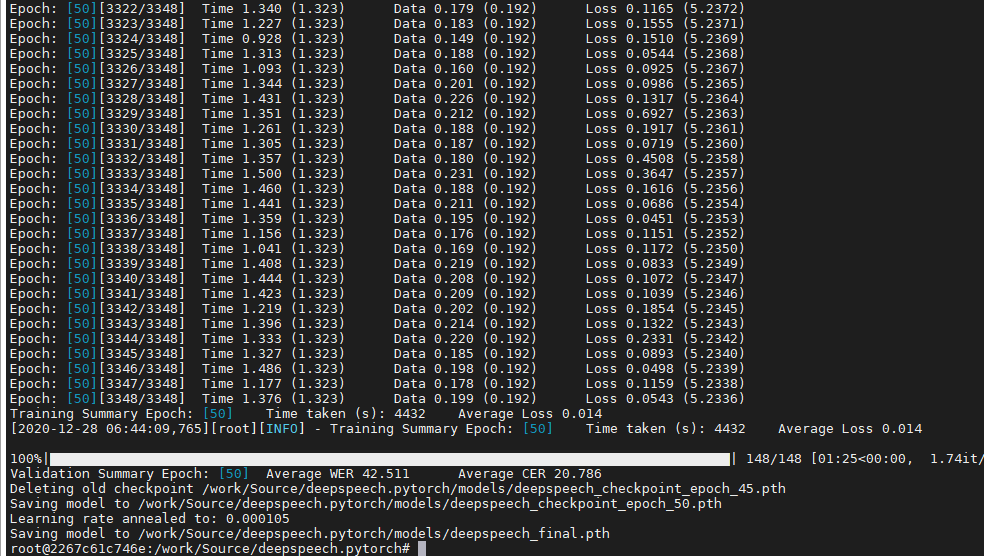 Epoch: [50][3322/3348]  Time 1.340 (1.323)      Data 0.179 (0.192)      Loss 0.1165 (5.2372)
Epoch: [50][3323/3348]  Time 1.227 (1.323)      Data 0.183 (0.192)      Loss 0.1555 (5.2371)
Epoch: [50][3324/3348]  Time 0.928 (1.323)      Data 0.149 (0.192)      Loss 0.1510 (5.2369)
Epoch: [50][3325/3348]  Time 1.313 (1.323)      Data 0.188 (0.192)      Loss 0.0544 (5.2368)
Epoch: [50][3326/3348]  Time 1.093 (1.323)      Data 0.160 (0.192)      Loss 0.0925 (5.2367)
Epoch: [50][3327/3348]  Time 1.344 (1.323)      Data 0.201 (0.192)      Loss 0.0986 (5.2365)
Epoch: [50][3328/3348]  Time 1.431 (1.323)      Data 0.226 (0.192)      Loss 0.1317 (5.2364)
Epoch: [50][3329/3348]  Time 1.351 (1.323)      Data 0.212 (0.192)      Loss 0.6927 (5.2363)
Epoch: [50][3330/3348]  Time 1.261 (1.323)      Data 0.188 (0.192)      Loss 0.1917 (5.2361)
Epoch: [50][3331/3348]  Time 1.305 (1.323)      Data 0.187 (0.192)      Loss 0.0719 (5.2360)
Epoch: [50][3332/3348]  Time 1.357 (1.323)      Data 0.180 (0.192)      Loss 0.4508 (5.2358)
Epoch: [50][3333/3348]  Time 1.500 (1.323)      Data 0.231 (0.192)      Loss 0.3647 (5.2357)
Epoch: [50][3334/3348]  Time 1.460 (1.323)      Data 0.188 (0.192)      Loss 0.1616 (5.2356)
Epoch: [50][3335/3348]  Time 1.441 (1.323)      Data 0.211 (0.192)      Loss 0.0686 (5.2354)
Epoch: [50][3336/3348]  Time 1.359 (1.323)      Data 0.195 (0.192)      Loss 0.0451 (5.2353)
Epoch: [50][3337/3348]  Time 1.156 (1.323)      Data 0.176 (0.192)      Loss 0.1151 (5.2352)
Epoch: [50][3338/3348]  Time 1.041 (1.323)      Data 0.169 (0.192)      Loss 0.1172 (5.2350)
Epoch: [50][3339/3348]  Time 1.408 (1.323)      Data 0.219 (0.192)      Loss 0.0833 (5.2349)
Epoch: [50][3340/3348]  Time 1.444 (1.323)      Data 0.208 (0.192)      Loss 0.1072 (5.2347)
Epoch: [50][3341/3348]  Time 1.423 (1.323)      Data 0.209 (0.192)      Loss 0.1039 (5.2346)
Epoch: [50][3342/3348]  Time 1.219 (1.323)      Data 0.202 (0.192)      Loss 0.1854 (5.2345)
Epoch: [50][3343/3348]  Time 1.396 (1.323)      Data 0.214 (0.192)      Loss 0.1322 (5.2343)
Epoch: [50][3344/3348]  Time 1.333 (1.323)      Data 0.220 (0.192)      Loss 0.2331 (5.2342)
Epoch: [50][3345/3348]  Time 1.327 (1.323)      Data 0.185 (0.192)      Loss 0.0893 (5.2340)
Epoch: [50][3346/3348]  Time 1.486 (1.323)      Data 0.198 (0.192)      Loss 0.0498 (5.2339)
Epoch: [50][3347/3348]  Time 1.177 (1.323)      Data 0.178 (0.192)      Loss 0.1159 (5.2338)
Epoch: [50][3348/3348]  Time 1.376 (1.323)      Data 0.199 (0.192)      Loss 0.0543 (5.2336)
Training Summary Epoch: [50]    Time taken (s): 4432    Average Loss 0.014
[2020-12-28 06:44:09,765][root][INFO] - Training Summary Epoch: [50]    Time taken (s): 4432    Average Loss 0.014
100%| | 148/148 [01:25<00:00,  1.74it/
Validation Summary Epoch: [50]  Average WER 42.511      Average CER 20.786
Deleting old checkpoint /work/Source/deepspeech.pytorch/models/deepspeech_checkpoint_epoch_45.pth
Saving model to /work/Source/deepspeech.pytorch/models/deepspeech_checkpoint_epoch_50.pth
Learning rate annealed to: 0.000105
Saving model to /work/Source/deepspeech.pytorch/models/deepspeech_final.pth
root@2267c61c746e:/work/Source/deepspeech.pytorch#